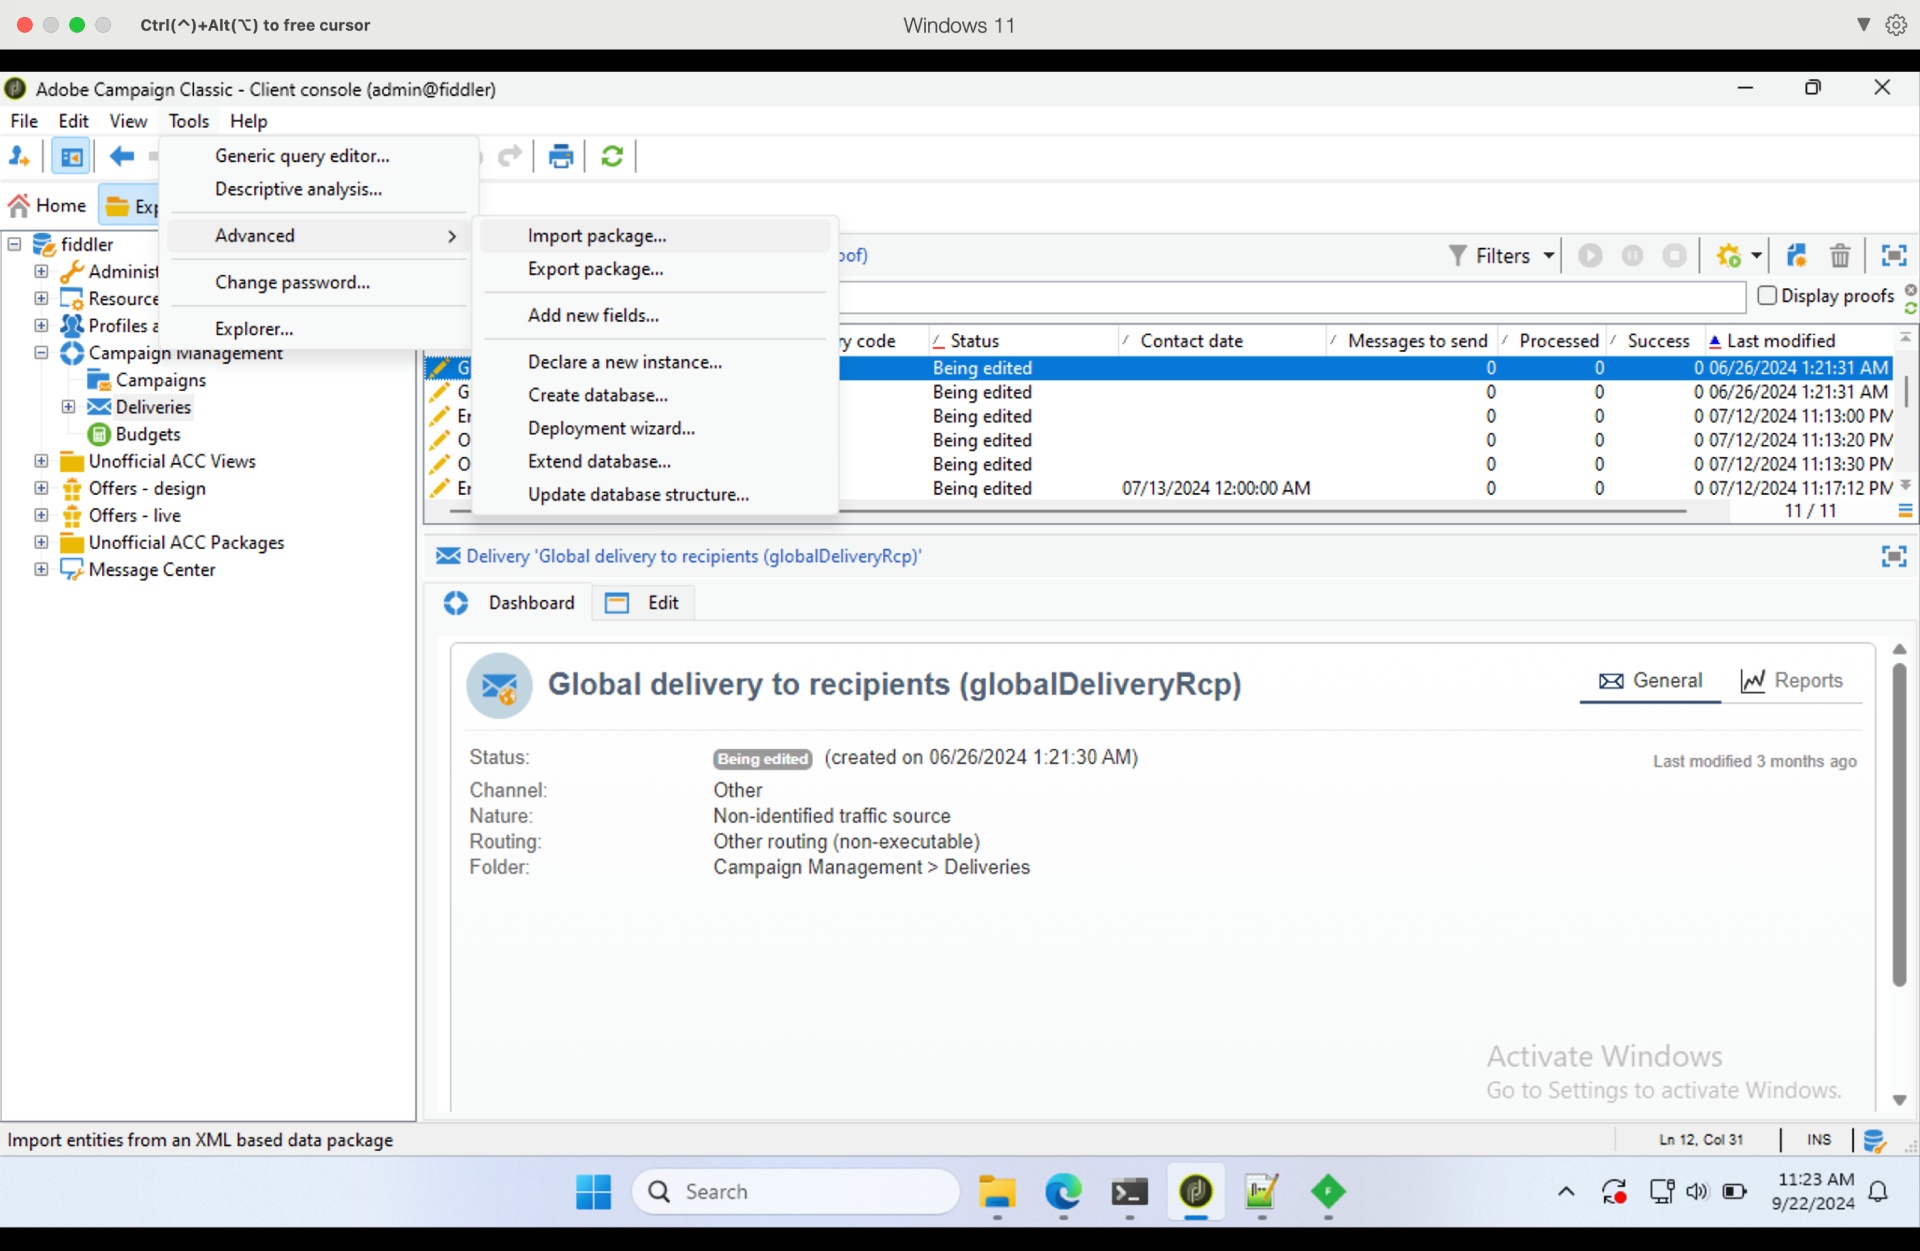 Ctrl(^)+Alt(⌥) to free cursor
Windows 11
Adobe Campaign Classic - Client console (admin@fiddler)
File Edit View Tools Help
Generic query editor...
Descriptive analysis...
Advanced
Change password...
Explorer...
Import package...
Export package...
Add new fields...
Declare a new instance...
Create database...
Deployment wizard...
Extend database...
Update database structure...
Home
fiddler
Campaign Management
Campaigns
Deliveries
Budgets
Unofficial ACC Views
Offers - design
Offers - live
Unofficial ACC Packages
Message Center
Filters
Display proofs
code Status Contact date Messages to send Processed Success Last modified
Being edited 0 0 0 06/26/2024 1:21:31 AM
Being edited 0 0 0 06/26/2024 1:21:31 AM
Being edited 0 0 0 07/12/2024 11:13:00 PM
Being edited 0 0 0 07/12/2024 11:13:20 PM
Being edited 0 0 0 07/12/2024 11:13:30 PM
Being edited 07/13/2024 12:00:00 AM 0 0 0 07/12/2024 11:17:12 PM
11 / 11
Delivery 'Global delivery to recipients (globalDeliveryRcp)'
Dashboard Edit
Global delivery to recipients (globalDeliveryRcp)
General Reports
Status: Being edited (created on 06/26/2024 1:21:30 AM)
Last modified 3 months ago
Channel: Other
Nature: Non-identified traffic source
Routing: Other routing (non-executable)
Folder: Campaign Management > Deliveries
Activate Windows
Go to Settings to activate Windows.
Import entities from an XML based data package
Ln 12, Col 31 INS
Search
11:23 AM
9/22/2024